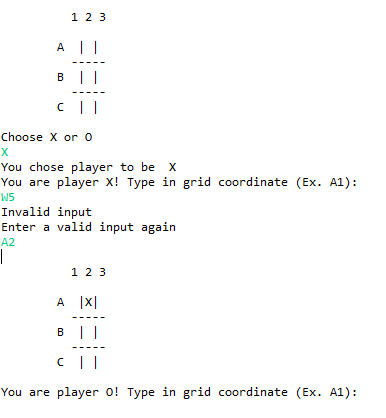 1 2 3
A | |
-----
B | |
-----
C | |
Choose X or O
X
You chose player to be  X
You are player X! Type in grid coordinate (Ex. A1):
W5
Invalid input
Enter a valid input again
A2
1 2 3
A |X|
-----
B | |
-----
C | |
You are player O! Type in grid coordinate (Ex. A1):